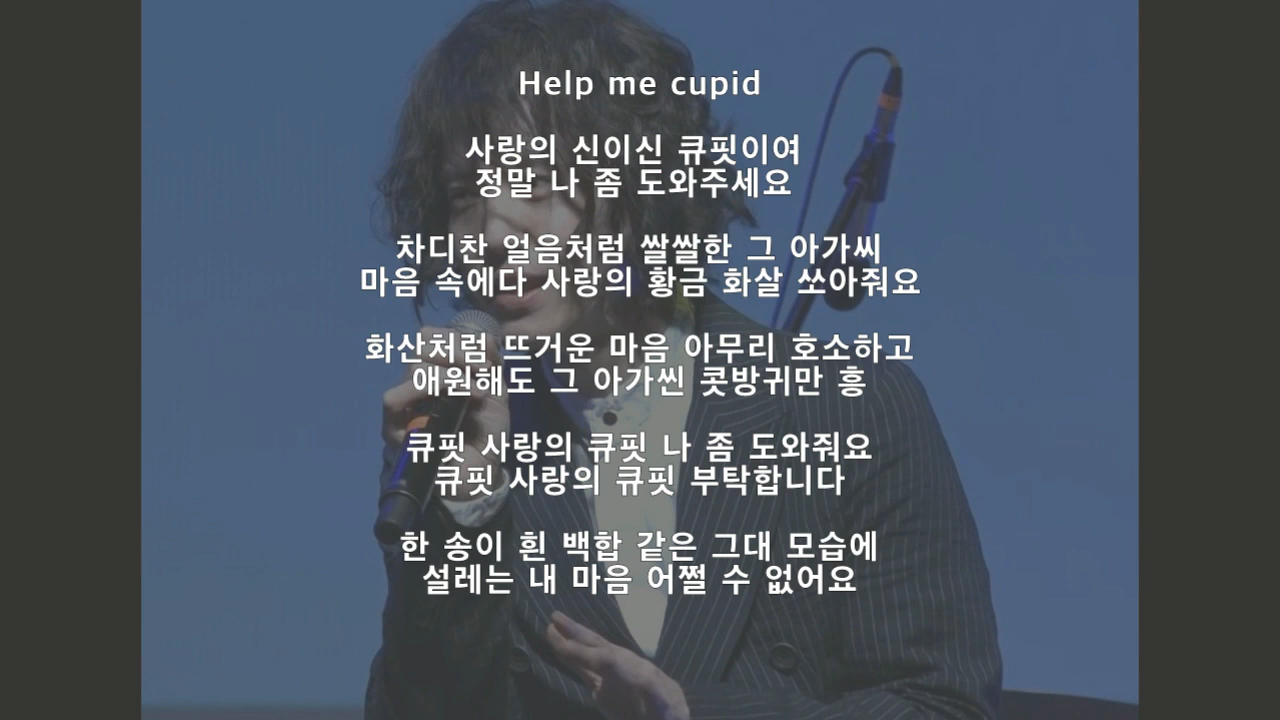 Help me cupid
사랑의 신이신 큐핏이여
정말 나 좀 도와주세요
차디찬 얼음처럼 쌀쌀한 그 아가씨
마음 속에다 사랑의 황금 화살 쏘아줘요
화산처럼 뜨거운 마음 아무리 호소하고
애원해도 그 아가씬 콧방귀만 흥
큐핏 사랑의 큐핏 나 좀 도와줘요
큐핏 사랑의 큐핏 부탁합니다
한 송이 흰 백합 같은 그대 모습에
설레는 내 마음 어쩔 수 없어요